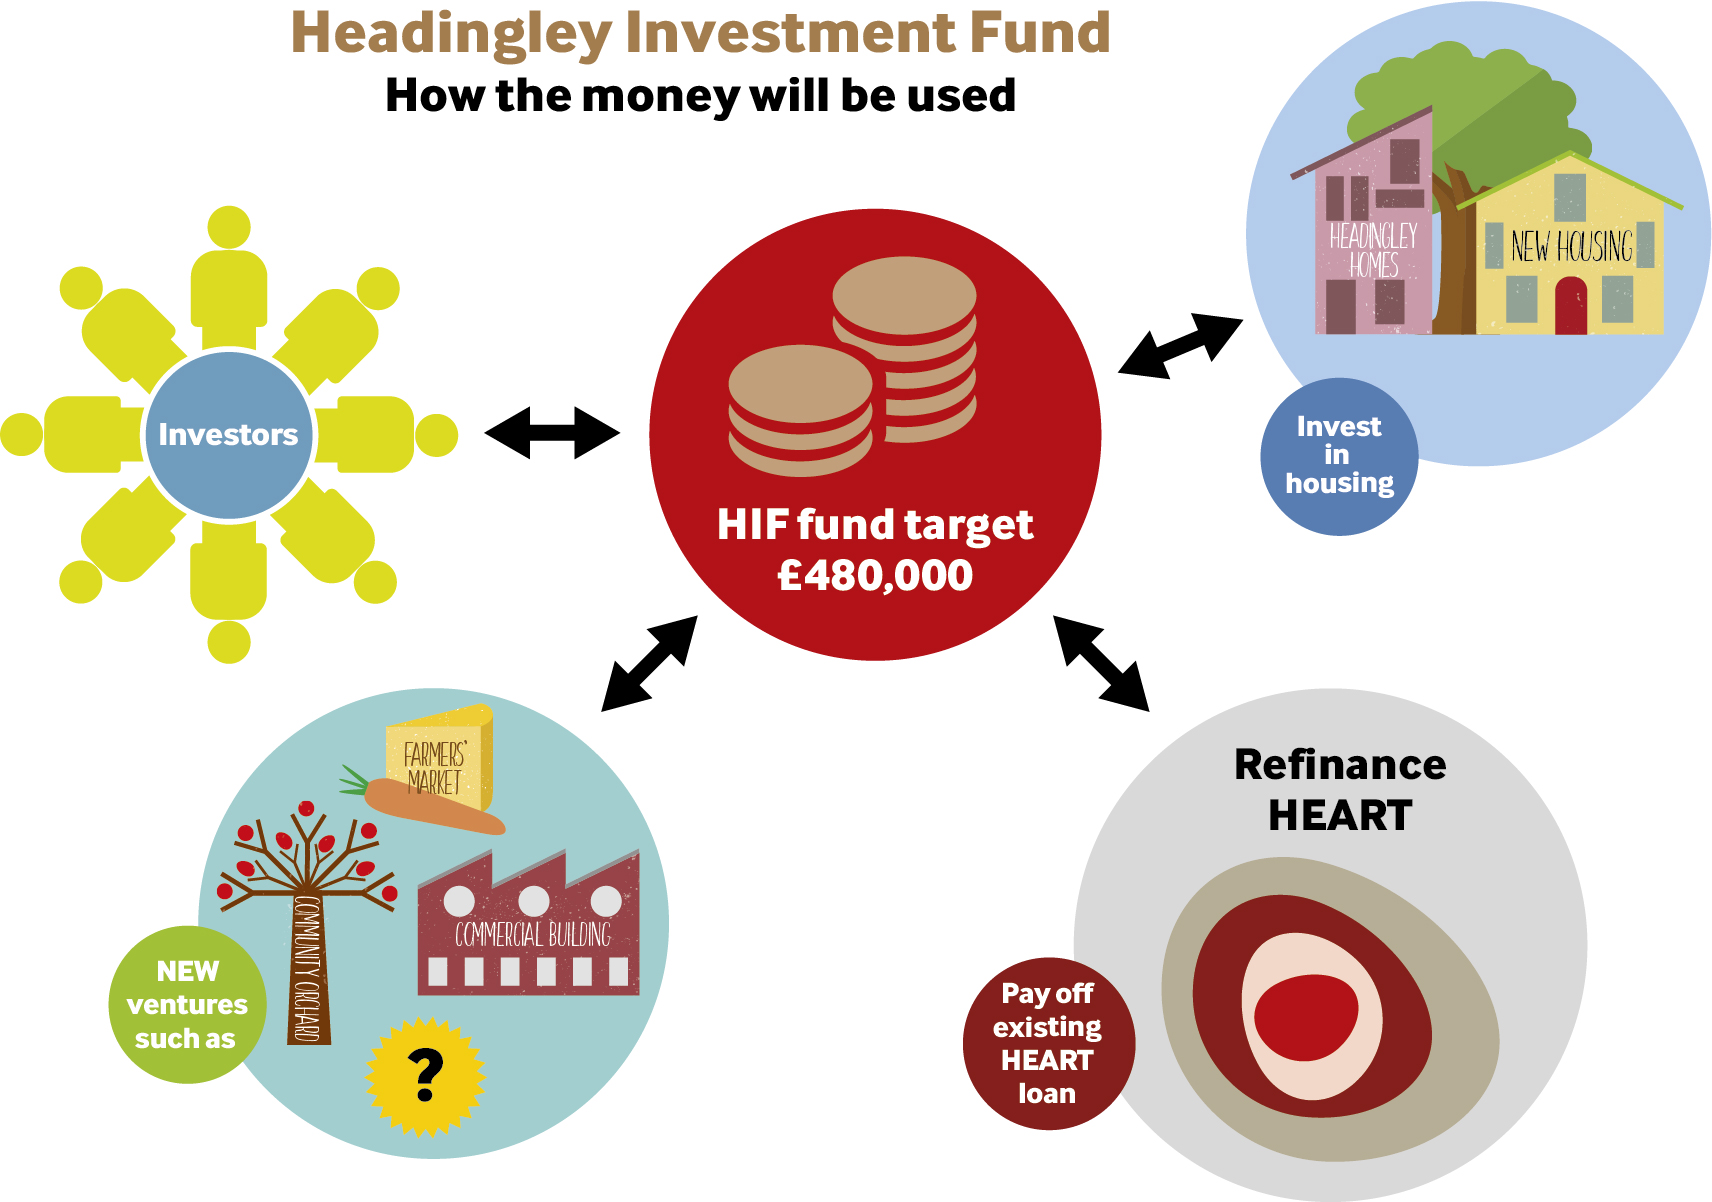 Headingley Investment Fund
How the money will be used
HEADINGLEY
HOMES
NEW HOUSING
Invest
in
housing
Investors
HIF fund target
£480,000
FARMERS'
MARKET
COMMUNITY ORCHARD
COMMERCIAL BUILDING
NEW
ventures
such as
?
Refinance
HEART
Pay off
existing
HEART
loan